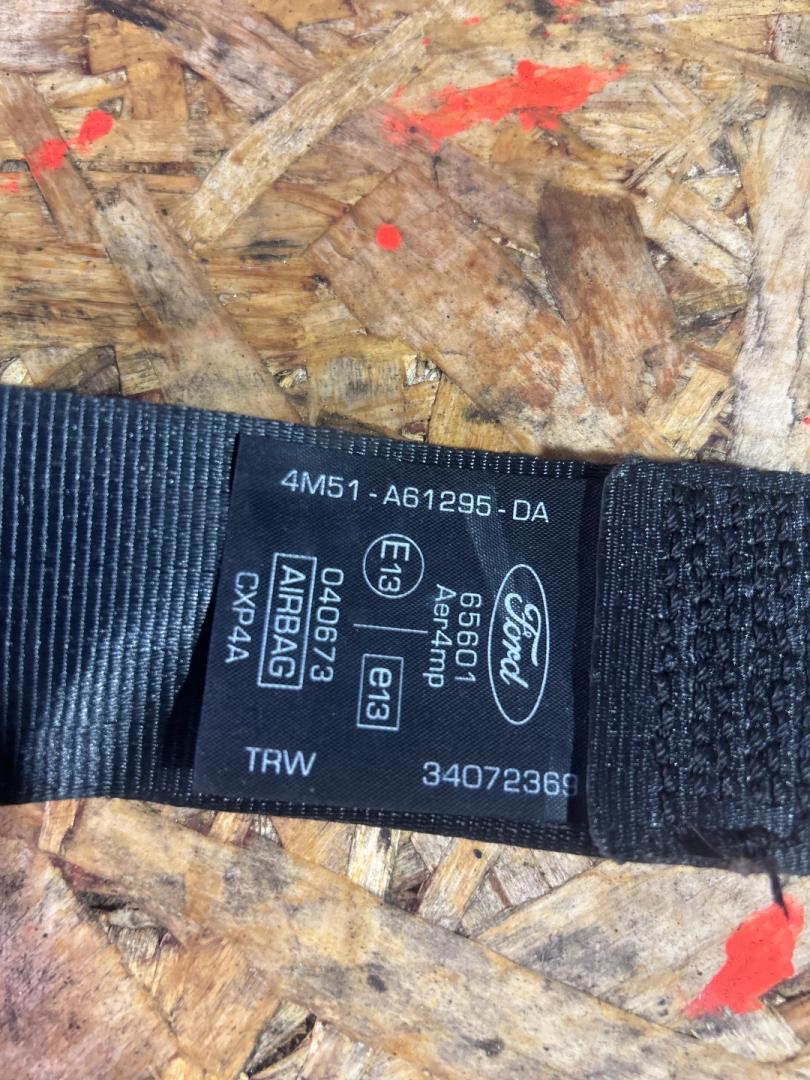 4M51-A61295-DA
Ford
65601
Aer4mp
E13
e13
040673
AIRBAG
CXP4A
TRW
34072369